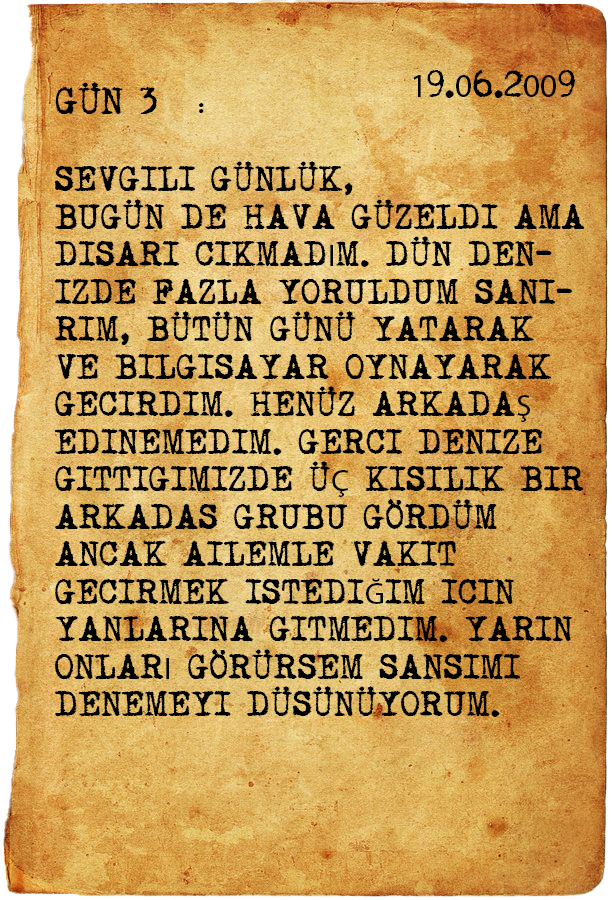 19.06.2009
GÜN 3 :
SEVGILI GÜNLÜK,
BUGÜN DE HAVA GÜZELDI AMA
DISARI CIKMADıM. DÜN DEN-
IZDE FAZLA YORULDUM SANI-
RIM, BÜTÜN GÜNÜ YATARAK
VE BILGISAYAR OYNAYARAK
GECIRDIM. HENÜZ ARKADAŞ
EDINEMEDIM. GERCI DENIZE
GITTIGIMIZDE ÜÇ KISILIK BIR
ARKADAS GRUBU GÖRDÜM
ANCAK AILEMLE VAKIT
GECIRMEK ISTEDIĞIM ICIN
YANLARINA GITMEDIM. YARIN
ONLARı GÖRÜRSEM SANSIMI
DENEMEYI DÜSÜNÜYORUM.